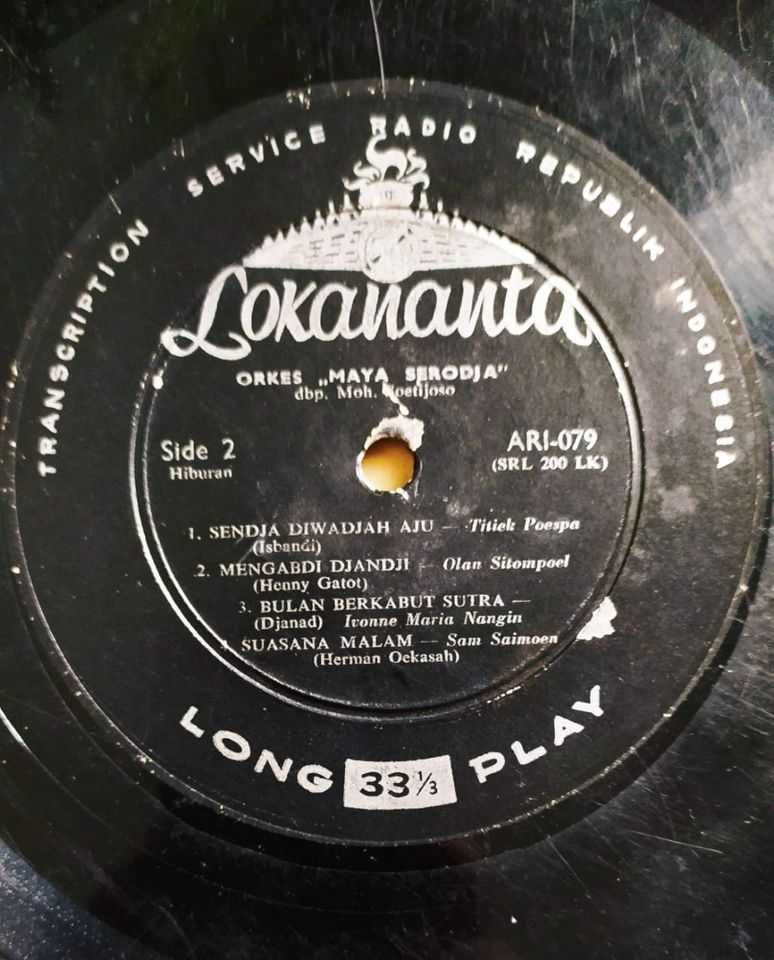 TRANSCRIPTION SERVICE RADIO REPUBLIK INDONESIA
Lokananta
ORKES „MAYA SERODJA"
dbp. Moh.
Side 2
Hiburan
ARI-079
(SRL 200 LK)
1. SENDJA DIWADJAH AJU — Titiek Poespa
(Isbandi)
2. MENGABDI DJANDJI — Olan Sitompoel
(Henny Gatot)
3. BULAN BERKABUT SUTRA —
(Djanad) Ivonne Maria Nangin
SUASANA MALAM — Sam Saimoen
(Herman Oekasah)
LONG 33⅓ PLAY